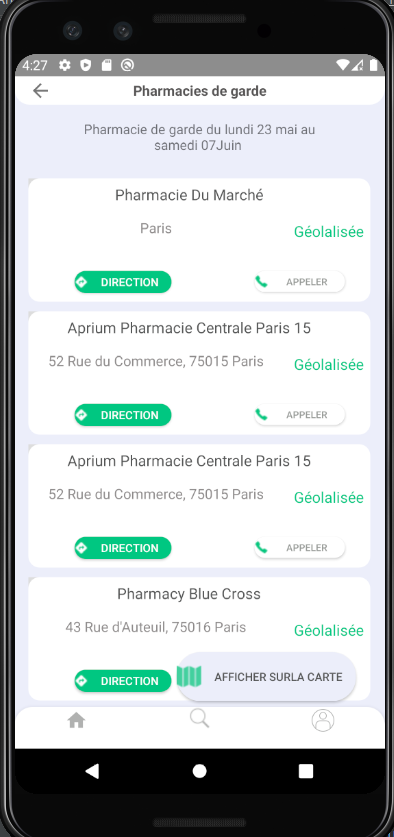 4:27
Pharmacies de garde
Pharmacie de garde du lundi 23 mai au
samedi 07Juin
Pharmacie Du Marché
Paris
Géolalisée
DIRECTION
APPELER
Aprium Pharmacie Centrale Paris 15
52 Rue du Commerce, 75015 Paris
Géolalisée
DIRECTION
APPELER
Aprium Pharmacie Centrale Paris 15
52 Rue du Commerce, 75015 Paris
Géolalisée
DIRECTION
APPELER
Pharmacy Blue Cross
43 Rue d'Auteuil, 75016 Paris
Géolalisée
DIRECTION
AFFICHER SURLA CARTE